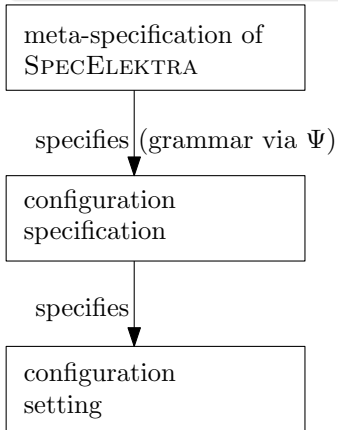 meta-specification of
SPECELEKTRA
specifies (grammar via Ψ)
configuration
specification
specifies
configuration
setting